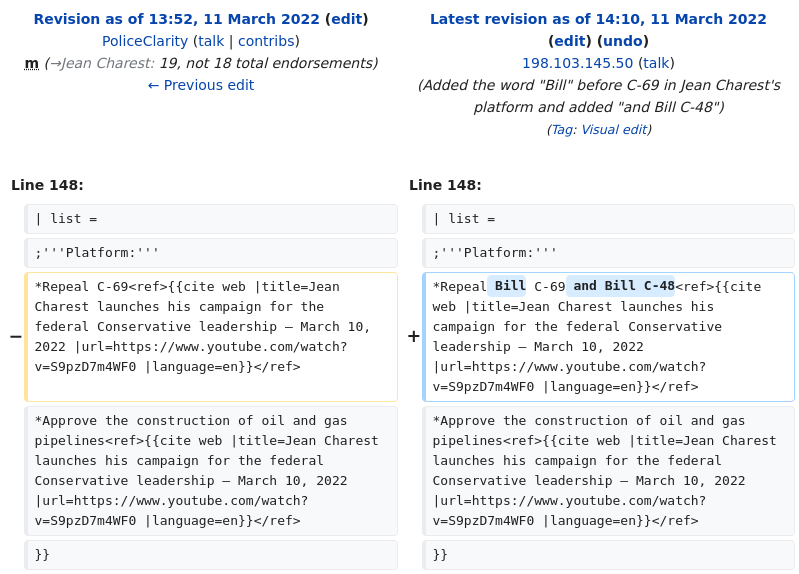 Revision as of 13:52, 11 March 2022 (edit)
PoliceClarity (talk | contribs)
m (→Jean Charest: 19, not 18 total endorsements)
← Previous edit
Latest revision as of 14:10, 11 March 2022
(edit) (undo)
198.103.145.50 (talk)
(Added the word "Bill" before C-69 in Jean Charest's
platform and added "and Bill C-48")
(Tag: Visual edit)
Line 148:
| list =
;'''Platform:'''
− *Repeal C-69<ref>{{cite web |title=Jean
Charest launches his campaign for the
federal Conservative leadership – March 10,
2022 |url=https://www.youtube.com/watch?
v=S9pzD7m4WF0 |language=en}}</ref>
*Approve the construction of oil and gas
pipelines<ref>{{cite web |title=Jean Charest
launches his campaign for the federal
Conservative leadership – March 10, 2022
|url=https://www.youtube.com/watch?
v=S9pzD7m4WF0 |language=en}}</ref>
}}
Line 148:
| list =
;'''Platform:'''
+ *Repeal Bill C-69 and Bill C-48<ref>{{cite
web |title=Jean Charest launches his
campaign for the federal Conservative
leadership – March 10, 2022
|url=https://www.youtube.com/watch?
v=S9pzD7m4WF0 |language=en}}</ref>
*Approve the construction of oil and gas
pipelines<ref>{{cite web |title=Jean Charest
launches his campaign for the federal
Conservative leadership – March 10, 2022
|url=https://www.youtube.com/watch?
v=S9pzD7m4WF0 |language=en}}</ref>
}}